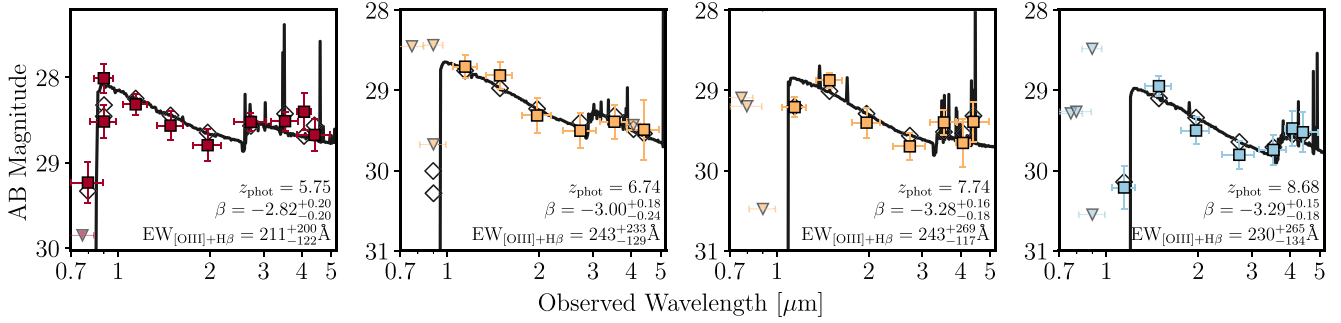 AB Magnitude
28
29
30
0.7
1
2
3
4
5
z_phot = 5.75
β = −2.82^{+0.20}_{−0.20}
EW_[OIII]+Hβ = 211^{+200}_{−122}Å
28
29
30
31
0.7
1
2
3
4
5
z_phot = 6.74
β = −3.00^{+0.18}_{−0.24}
EW_[OIII]+Hβ = 243^{+233}_{−129}Å
28
29
30
31
0.7
1
2
3
4
5
z_phot = 7.74
β = −3.28^{+0.16}_{−0.18}
EW_[OIII]+Hβ = 243^{+269}_{−117}Å
28
29
30
31
0.7
1
2
3
4
5
z_phot = 8.68
β = −3.29^{+0.15}_{−0.18}
EW_[OIII]+Hβ = 230^{+265}_{−134}Å
Observed Wavelength [μm]